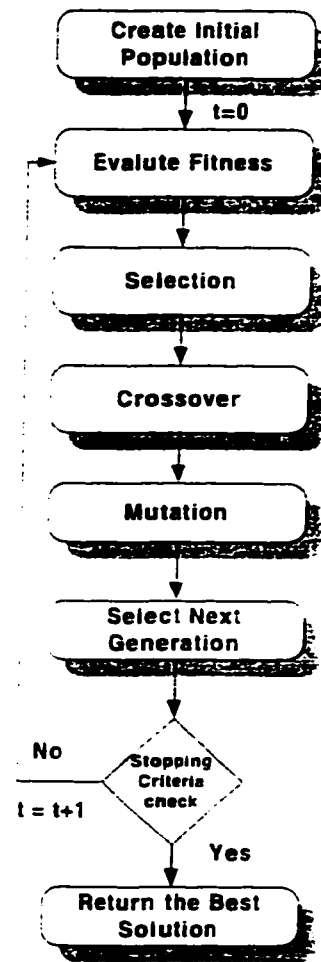 Create Initial
Population
t=0
Evalute Fitness
Selection
Crossover
Mutation
Select Next
Generation
Stopping
Criteria
check
No
t = t+1
Yes
Return the Best
Solution